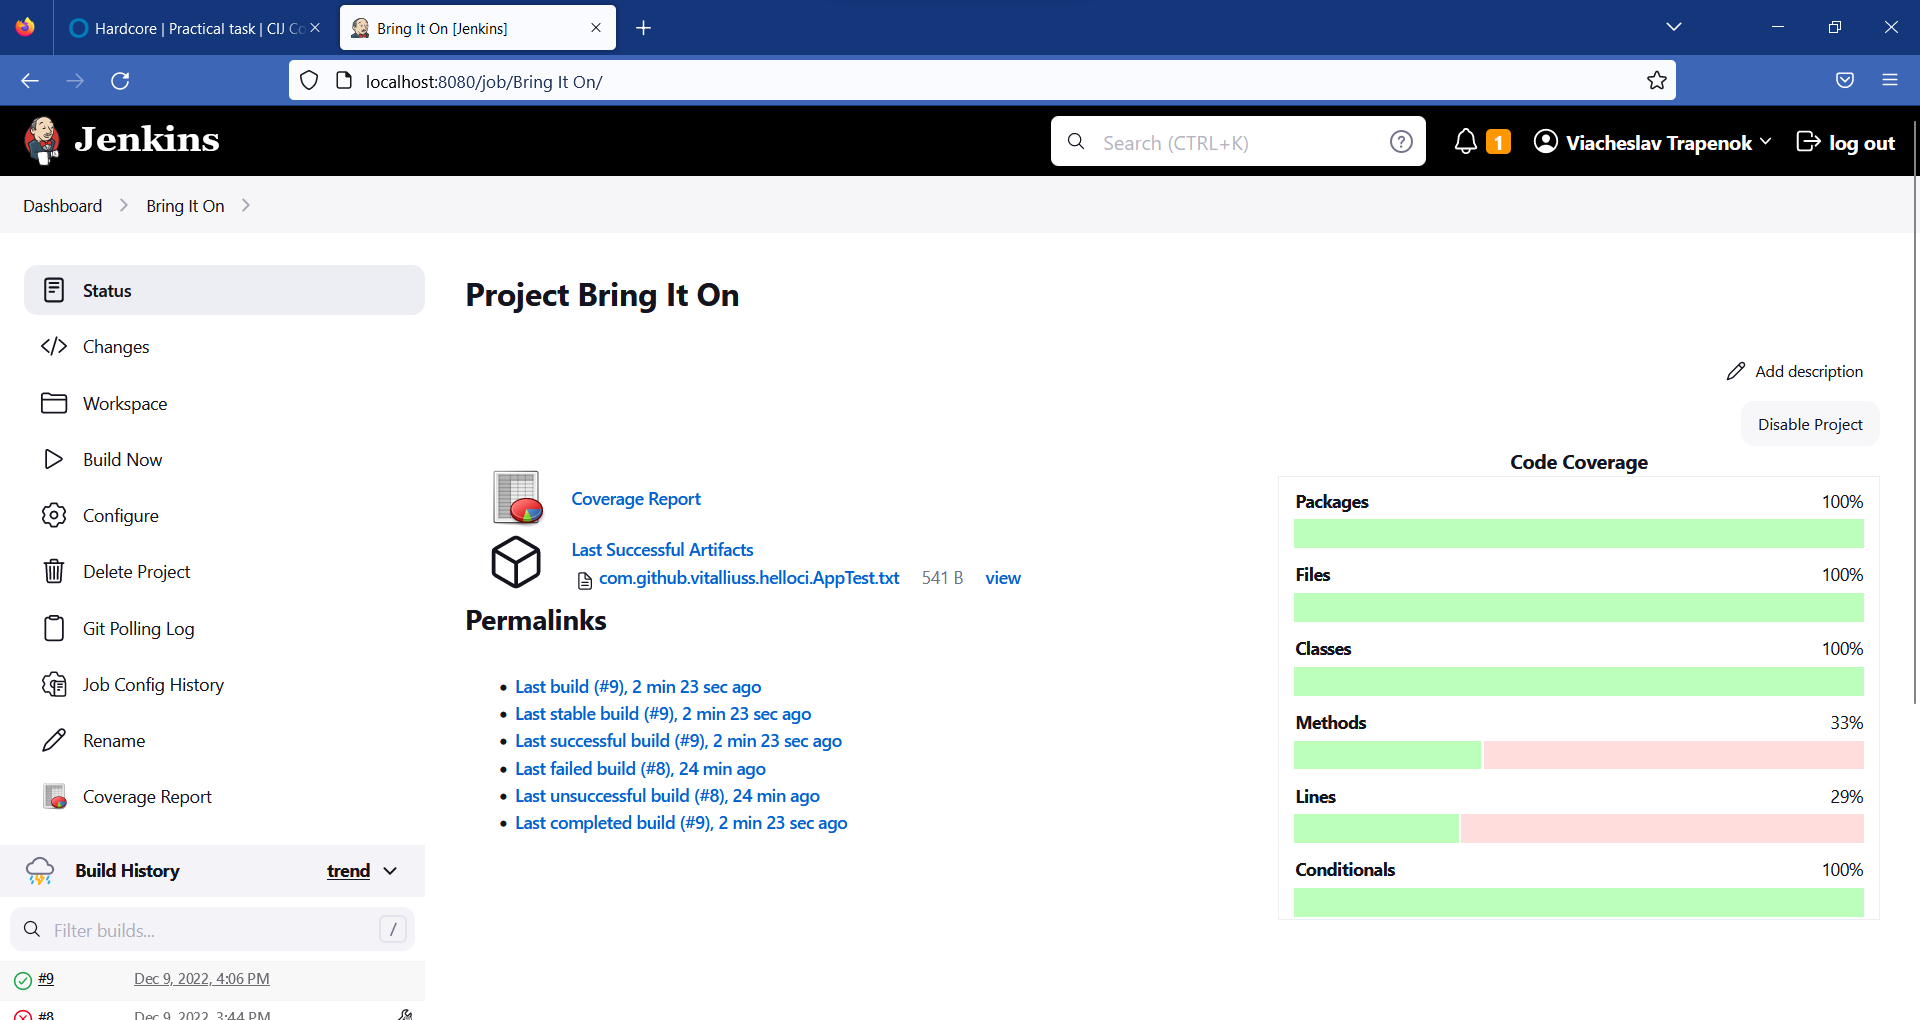 Hardcore | Practical task | CIJ Co
Bring It On [Jenkins]
localhost:8080/job/Bring It On/
Jenkins
Search (CTRL+K)
1
Viacheslav Trapenok
log out
Dashboard
Bring It On
Status
Changes
Workspace
Build Now
Configure
Delete Project
Git Polling Log
Job Config History
Rename
Coverage Report
Build History
trend
Filter builds...
/
#9
Dec 9, 2022, 4:06 PM
#8
Dec 9, 2022, 3:44 PM
Project Bring It On
Add description
Disable Project
Coverage Report
Last Successful Artifacts
com.github.vitalliuss.helloci.AppTest.txt 541 B view
Permalinks
Last build (#9), 2 min 23 sec ago
Last stable build (#9), 2 min 23 sec ago
Last successful build (#9), 2 min 23 sec ago
Last failed build (#8), 24 min ago
Last unsuccessful build (#8), 24 min ago
Last completed build (#9), 2 min 23 sec ago
Code Coverage
Packages 100%
Files 100%
Classes 100%
Methods 33%
Lines 29%
Conditionals 100%